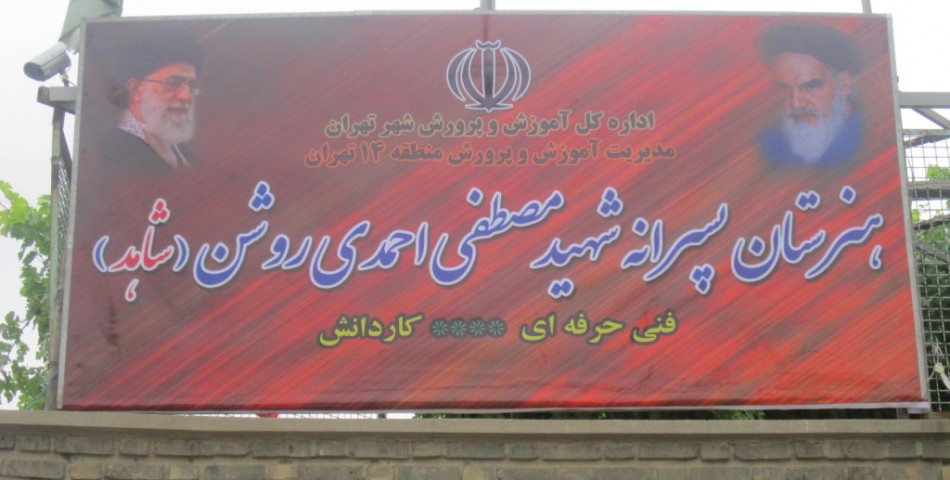 اداره کل آموزش و پرورش شهر تهران
مدیریت آموزش و پرورش منطقه ۱۴ تهران
هنرستان پسرانه شهید مصطفی احمدی روشن (شاهد)
فنی حرفه ای **** کاردانش